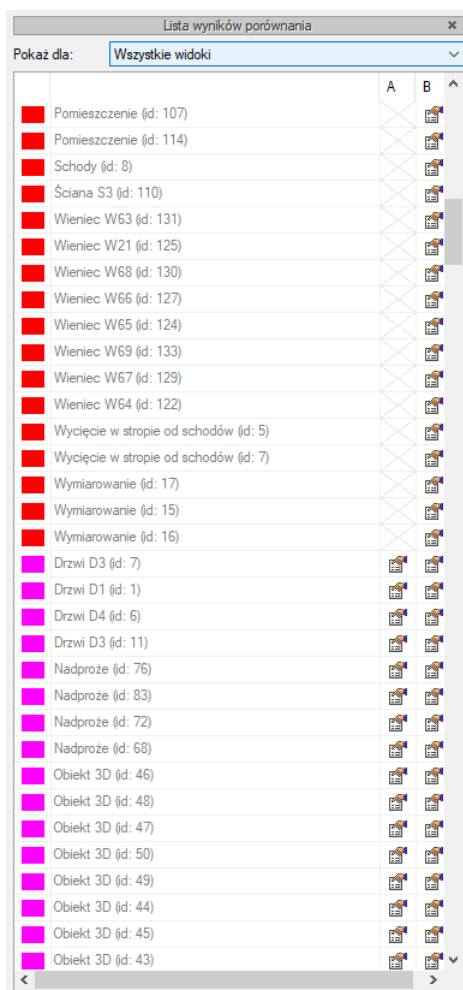 Lista wyników porównania
Pokaż dla: Wszystkie widoki
A B
Pomieszczenie (id: 107)
Pomieszczenie (id: 114)
Schody (id: 8)
Ściana S3 (id: 110)
Wieniec W63 (id: 131)
Wieniec W21 (id: 125)
Wieniec W68 (id: 130)
Wieniec W66 (id: 127)
Wieniec W65 (id: 124)
Wieniec W69 (id: 133)
Wieniec W67 (id: 129)
Wieniec W64 (id: 122)
Wycięcie w stropie od schodów (id: 5)
Wycięcie w stropie od schodów (id: 7)
Wymiarowanie (id: 17)
Wymiarowanie (id: 15)
Wymiarowanie (id: 16)
Drzwi D3 (id: 7)
Drzwi D1 (id: 1)
Drzwi D4 (id: 6)
Drzwi D3 (id: 11)
Nadproże (id: 76)
Nadproże (id: 83)
Nadproże (id: 72)
Nadproże (id: 68)
Obiekt 3D (id: 46)
Obiekt 3D (id: 48)
Obiekt 3D (id: 47)
Obiekt 3D (id: 50)
Obiekt 3D (id: 49)
Obiekt 3D (id: 44)
Obiekt 3D (id: 45)
Obiekt 3D (id: 43)